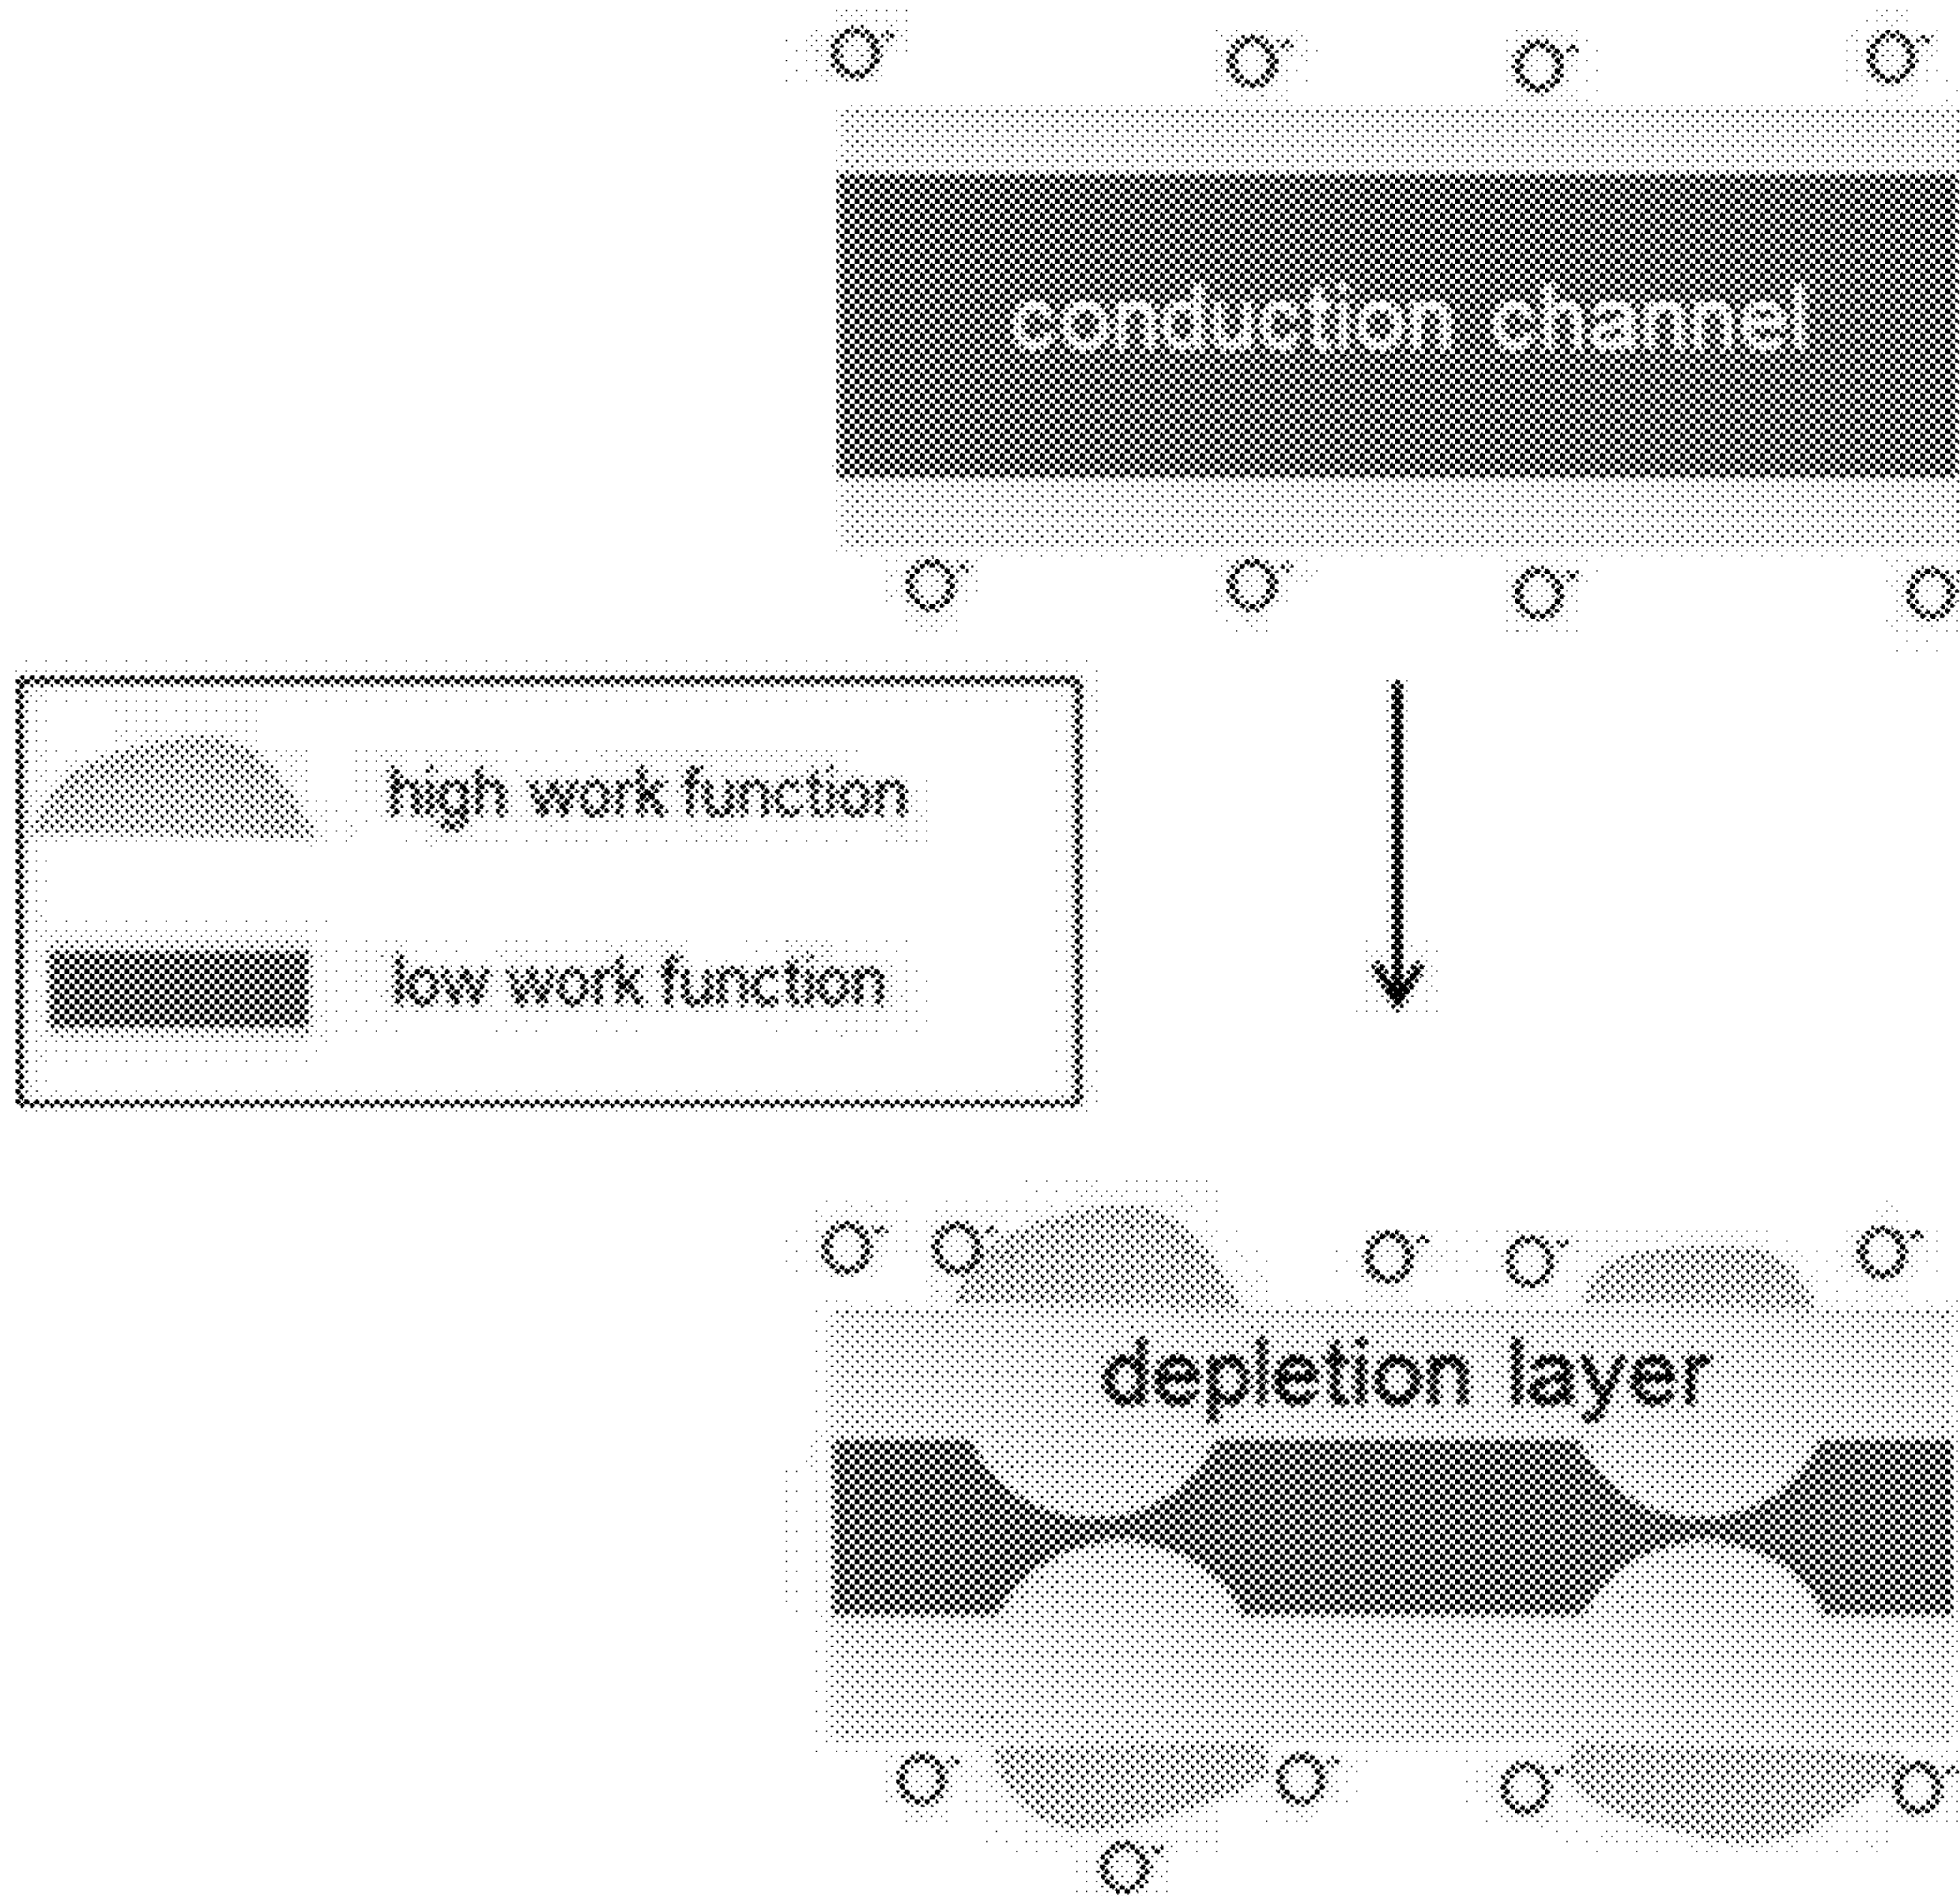 O⁻ O⁻ O⁻ O⁻
conduction channel
O⁻ O⁻ O⁻ O
high work function
low work function
O⁻ O⁻ O⁻ O⁻ O⁻
depletion layer
O⁻ O⁻ O⁻ O⁻
O⁻